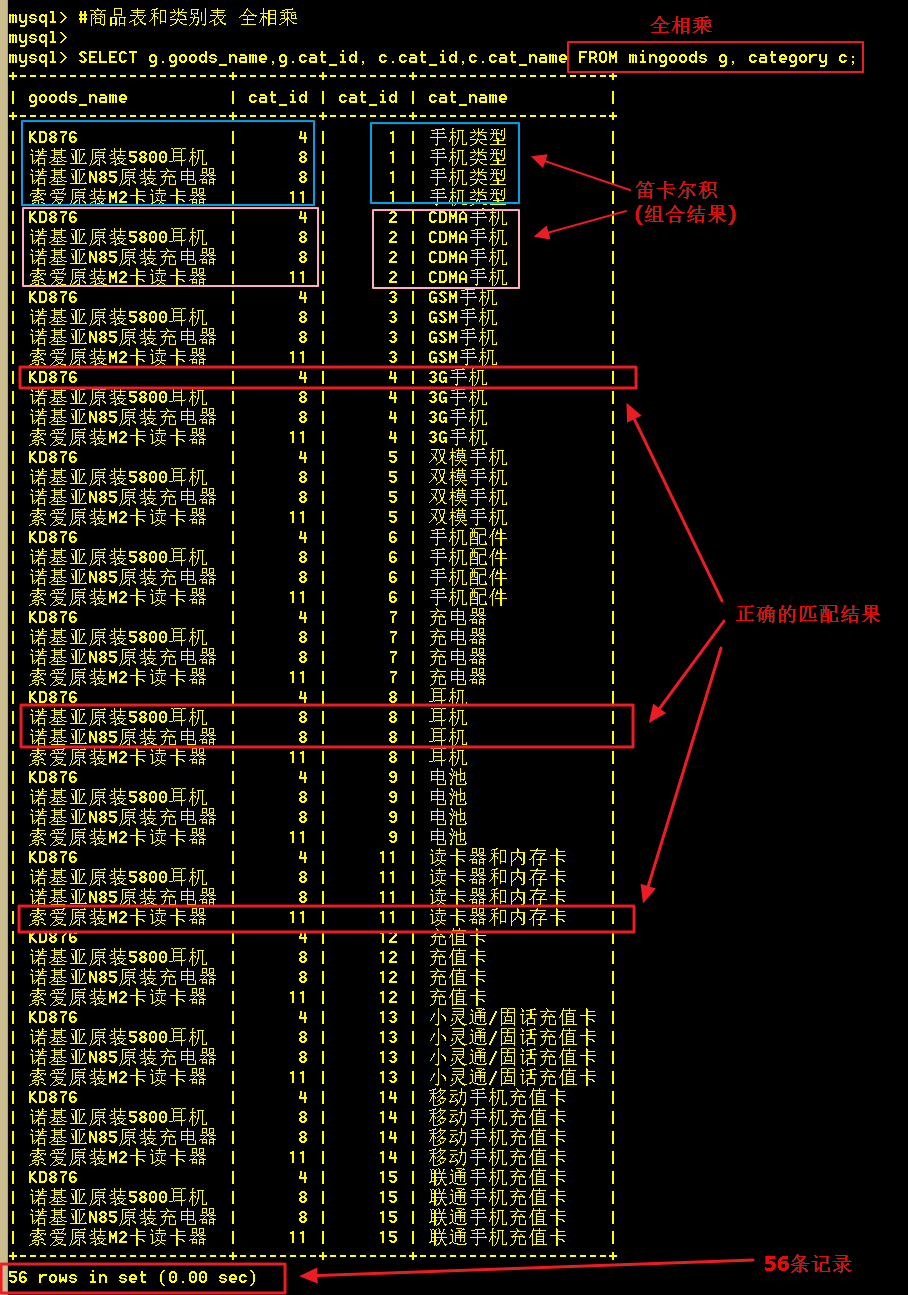 mysql> #商品表和类别表 全相乘
mysql>
全相乘
mysql> SELECT g.goods_name,g.cat_id, c.cat_id,c.cat_name FROM mingoods g, category c;
+---------------------+--------+--------+--------------------+
| goods_name | cat_id | cat_id | cat_name |
+---------------------+--------+--------+--------------------+
| KD876 | 4 | 1 | 手机类型 |
| 诺基亚原装5800耳机 | 8 | 1 | 手机类型 |
| 诺基亚N85原装充电器 | 8 | 1 | 手机类型 |
| 索爱原装M2卡读卡器 | 11 | 1 | 手机类型 |
笛卡尔积
(组合结果)
| KD876 | 4 | 2 | CDMA手机 |
| 诺基亚原装5800耳机 | 8 | 2 | CDMA手机 |
| 诺基亚N85原装充电器 | 8 | 2 | CDMA手机 |
| 索爱原装M2卡读卡器 | 11 | 2 | CDMA手机 |
| KD876 | 4 | 3 | GSM手机 |
| 诺基亚原装5800耳机 | 8 | 3 | GSM手机 |
| 诺基亚N85原装充电器 | 8 | 3 | GSM手机 |
| 索爱原装M2卡读卡器 | 11 | 3 | GSM手机 |
| KD876 | 4 | 4 | 3G手机 |
| 诺基亚原装5800耳机 | 8 | 4 | 3G手机 |
| 诺基亚N85原装充电器 | 8 | 4 | 3G手机 |
| 索爱原装M2卡读卡器 | 11 | 4 | 3G手机 |
| KD876 | 4 | 5 | 双模手机 |
| 诺基亚原装5800耳机 | 8 | 5 | 双模手机 |
| 诺基亚N85原装充电器 | 8 | 5 | 双模手机 |
| 索爱原装M2卡读卡器 | 11 | 5 | 双模手机 |
| KD876 | 4 | 6 | 手机配件 |
| 诺基亚原装5800耳机 | 8 | 6 | 手机配件 |
| 诺基亚N85原装充电器 | 8 | 6 | 手机配件 |
| 索爱原装M2卡读卡器 | 11 | 6 | 手机配件 |
| KD876 | 4 | 7 | 充电器 |
正确的匹配结果
| 诺基亚原装5800耳机 | 8 | 7 | 充电器 |
| 诺基亚N85原装充电器 | 8 | 7 | 充电器 |
| 索爱原装M2卡读卡器 | 11 | 7 | 充电器 |
| KD876 | 4 | 8 | 耳机 |
| 诺基亚原装5800耳机 | 8 | 8 | 耳机 |
| 诺基亚N85原装充电器 | 8 | 8 | 耳机 |
| 索爱原装M2卡读卡器 | 11 | 8 | 耳机 |
| KD876 | 4 | 9 | 电池 |
| 诺基亚原装5800耳机 | 8 | 9 | 电池 |
| 诺基亚N85原装充电器 | 8 | 9 | 电池 |
| 索爱原装M2卡读卡器 | 11 | 9 | 电池 |
| KD876 | 4 | 11 | 读卡器和内存卡 |
| 诺基亚原装5800耳机 | 8 | 11 | 读卡器和内存卡 |
| 诺基亚N85原装充电器 | 8 | 11 | 读卡器和内存卡 |
| 索爱原装M2卡读卡器 | 11 | 11 | 读卡器和内存卡 |
| KD876 | 4 | 12 | 充值卡 |
| 诺基亚原装5800耳机 | 8 | 12 | 充值卡 |
| 诺基亚N85原装充电器 | 8 | 12 | 充值卡 |
| 索爱原装M2卡读卡器 | 11 | 12 | 充值卡 |
| KD876 | 4 | 13 | 小灵通/固话充值卡 |
| 诺基亚原装5800耳机 | 8 | 13 | 小灵通/固话充值卡 |
| 诺基亚N85原装充电器 | 8 | 13 | 小灵通/固话充值卡 |
| 索爱原装M2卡读卡器 | 11 | 13 | 小灵通/固话充值卡 |
| KD876 | 4 | 14 | 移动手机充值卡 |
| 诺基亚原装5800耳机 | 8 | 14 | 移动手机充值卡 |
| 诺基亚N85原装充电器 | 8 | 14 | 移动手机充值卡 |
| 索爱原装M2卡读卡器 | 11 | 14 | 移动手机充值卡 |
| KD876 | 4 | 15 | 联通手机充值卡 |
| 诺基亚原装5800耳机 | 8 | 15 | 联通手机充值卡 |
| 诺基亚N85原装充电器 | 8 | 15 | 联通手机充值卡 |
| 索爱原装M2卡读卡器 | 11 | 15 | 联通手机充值卡 |
+---------------------+--------+--------+--------------------+
56 rows in set (0.00 sec)
56条记录